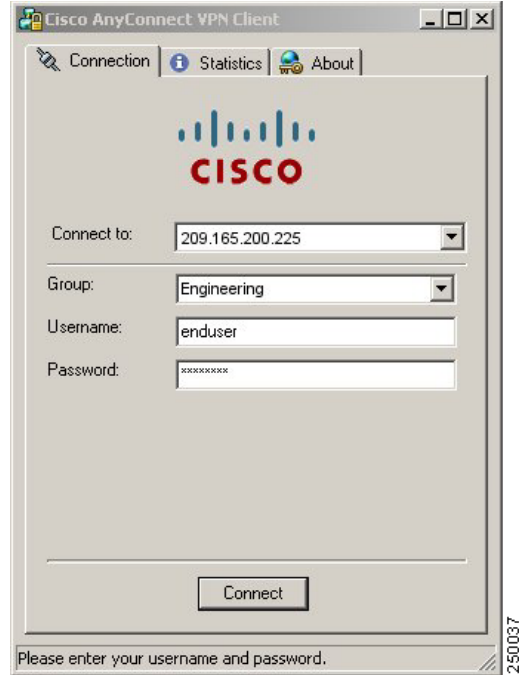 Cisco AnyConnect VPN Client
Connection Statistics About
CISCO
Connect to: 209.165.200.225
Group: Engineering
Username: enduser
Password: ××××××××
Connect
Please enter your username and password.
250037